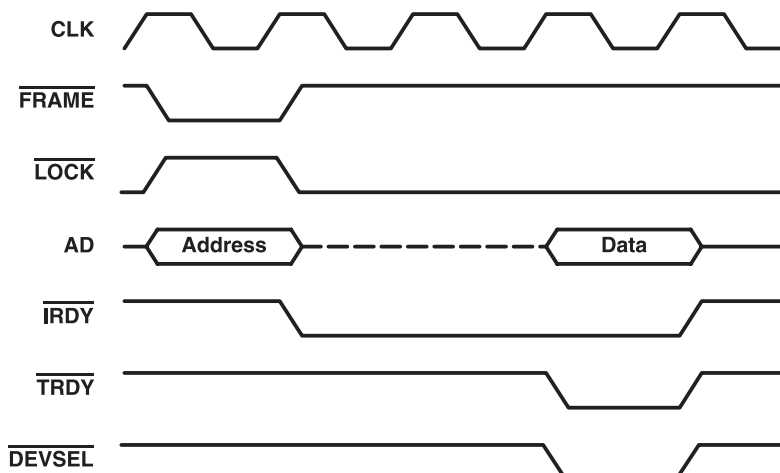 CLK
FRAME
LOCK
AD Address Data
IRDY
TRDY
DEVSEL